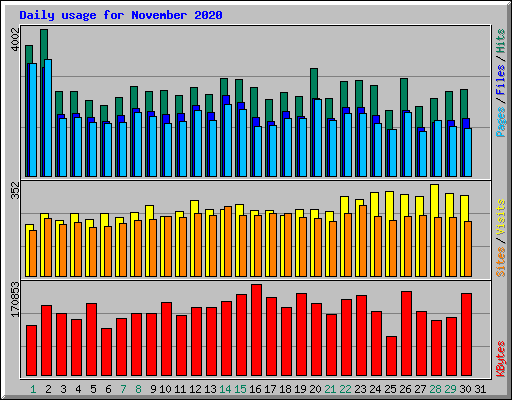 Daily usage for November 2020
4002
Pages / Files / Hits
352
Sites / Visits
170853
KBytes
1 2 3 4 5 6 7 8 9 10 11 12 13 14 15 16 17 18 19 20 21 22 23 24 25 26 27 28 29 30 31